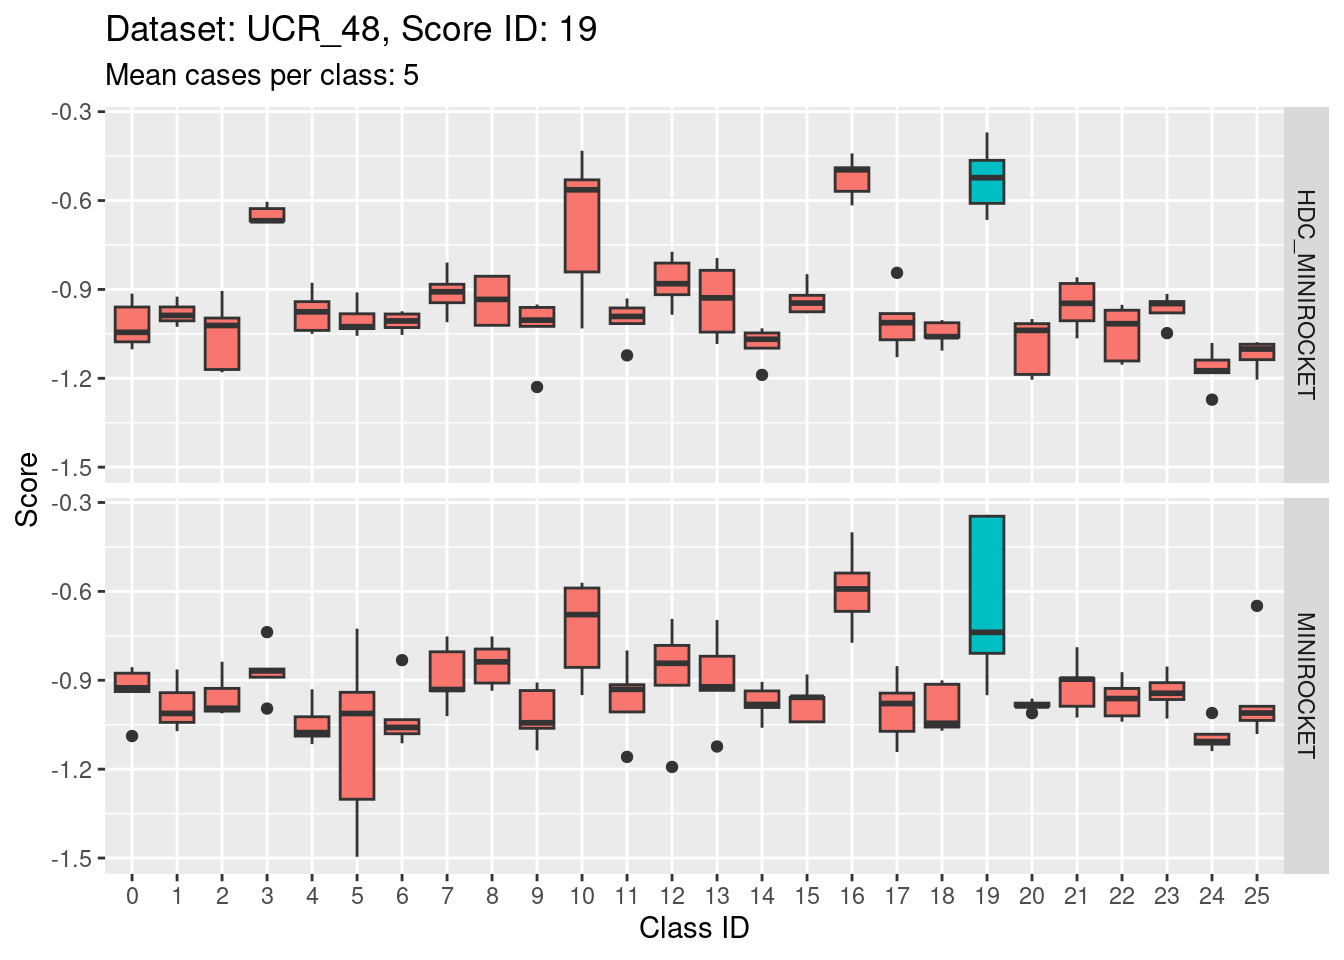 Dataset: UCR_48, Score ID: 19
Mean cases per class: 5
-0.3
-0.6
-0.9
-1.2
-1.5
HDC_MINIROCKET
Score
-0.3
-0.6
-0.9
-1.2
-1.5
MINIROCKET
0 1 2 3 4 5 6 7 8 9 10 11 12 13 14 15 16 17 18 19 20 21 22 23 24 25
Class ID